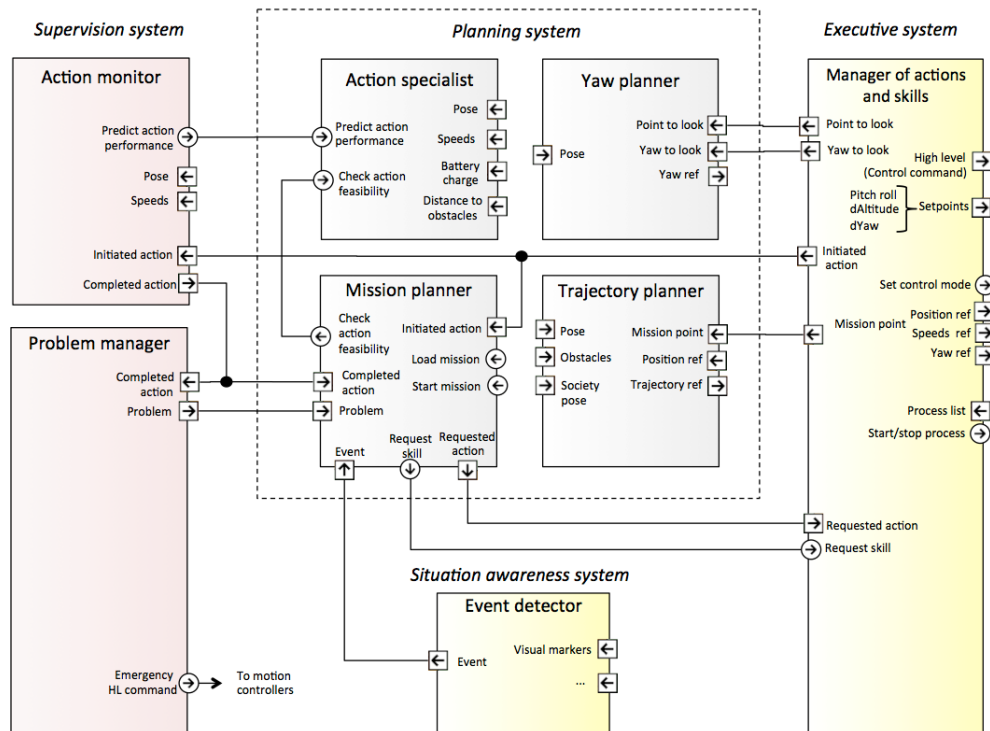 Supervision system
Planning system
Executive system
Action monitor
Predict action
performance
Pose
Speeds
Initiated action
Completed action
Problem manager
Completed
action
Problem
Emergency
HL command
To motion
controllers
Action specialist
Predict action
performance
Check action
feasibility
Pose
Speeds
Battery
charge
Distance to
obstacles
Yaw planner
Pose
Point to look
Yaw to look
Yaw ref
Mission planner
Check
action
feasibility
Completed
action
Problem
Initiated action
Load mission
Start mission
Event
Request
skill
Requested
action
Trajectory planner
Pose
Obstacles
Society
pose
Mission point
Position ref
Trajectory ref
Manager of actions
and skills
Point to look
Yaw to look
High level
(Control command)
Pitch roll
dAltitude
dYaw
Setpoints
Initiated
action
Set control mode
Mission point
Position ref
Speeds ref
Yaw ref
Process list
Start/stop process
Requested action
Request skill
Situation awareness system
Event detector
Event
Visual markers
...